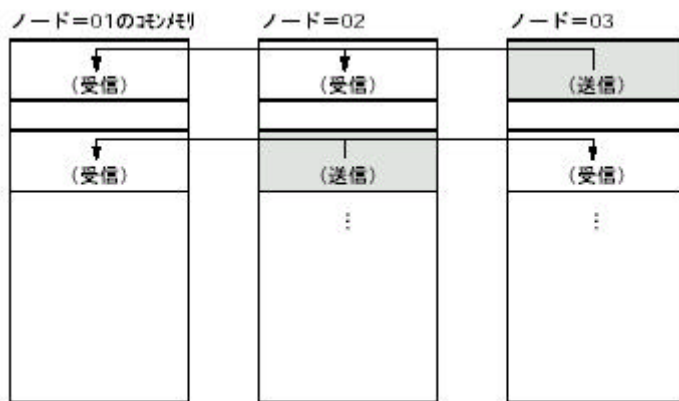 ノード=01のｺﾓﾝﾒﾓﾘ ノード=02 ノード=03
(受信) (受信) (送信)
(受信) (送信) (受信)
⋮ ⋮